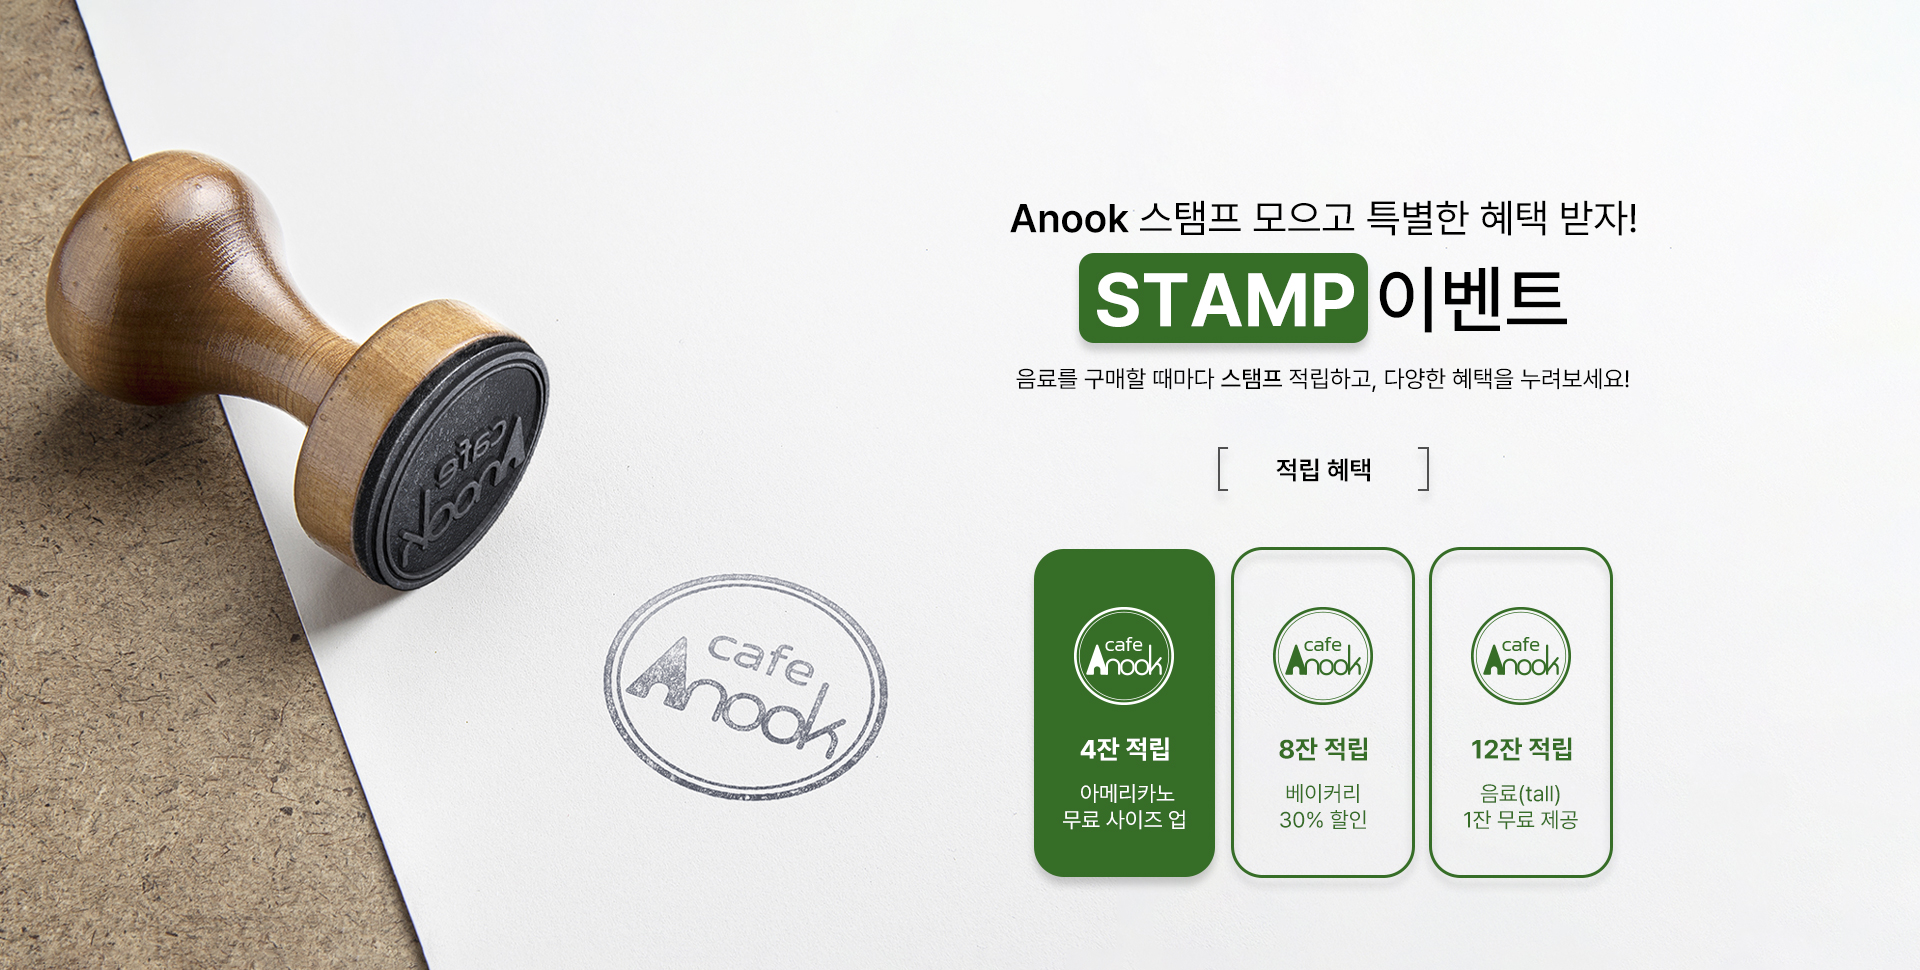 Anook 스탬프 모으고 특별한 혜택 받자!
STAMP 이벤트
음료를 구매할 때마다 스탬프 적립하고, 다양한 혜택을 누려보세요!
적립 혜택
cafe
Anook
cafe
Anook
cafe
Anook
4잔 적립
아메리카노
무료 사이즈 업
cafe
Anook
8잔 적립
베이커리
30% 할인
cafe
Anook
12잔 적립
음료(tall)
1잔 무료 제공